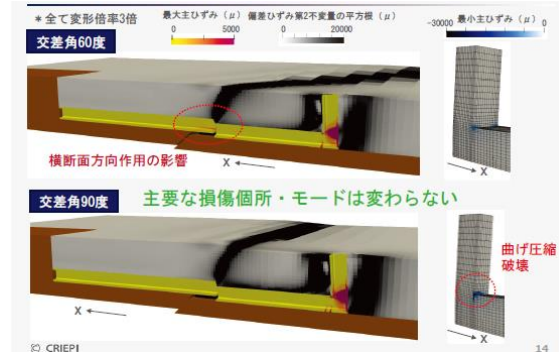 ＊全て変形倍率3倍
最大主ひずみ（μ）
0 5000
偏差ひずみ第2不変量の平方根（μ）
0 20000
最小主ひずみ（μ）
-30000 0
交差角60度
横断面方向作用の影響
X
X
交差角90度
主要な損傷個所・モードは変わらない
曲げ圧縮
破壊
X
X
© CRIEPI
14